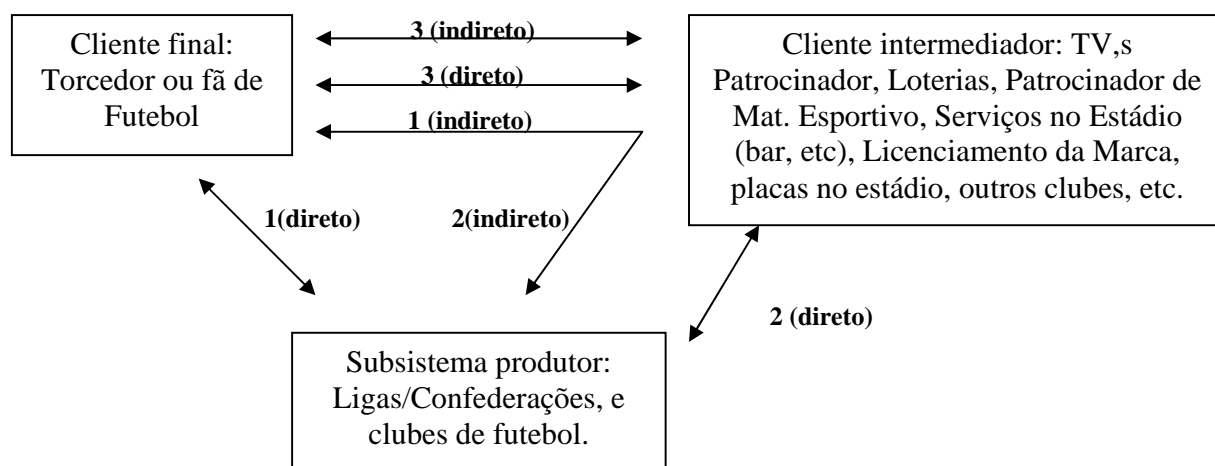 Cliente final:
Torcedor ou fã de
Futebol
3 (indireto)
3 (direto)
1 (indireto)
Cliente intermediador: TV,s
Patrocinador, Loterias, Patrocinador de
Mat. Esportivo, Serviços no Estádio
(bar, etc), Licenciamento da Marca,
placas no estádio, outros clubes, etc.
1(direto)
2(indireto)
2 (direto)
Subsistema produtor:
Ligas/Confederações, e
clubes de futebol.